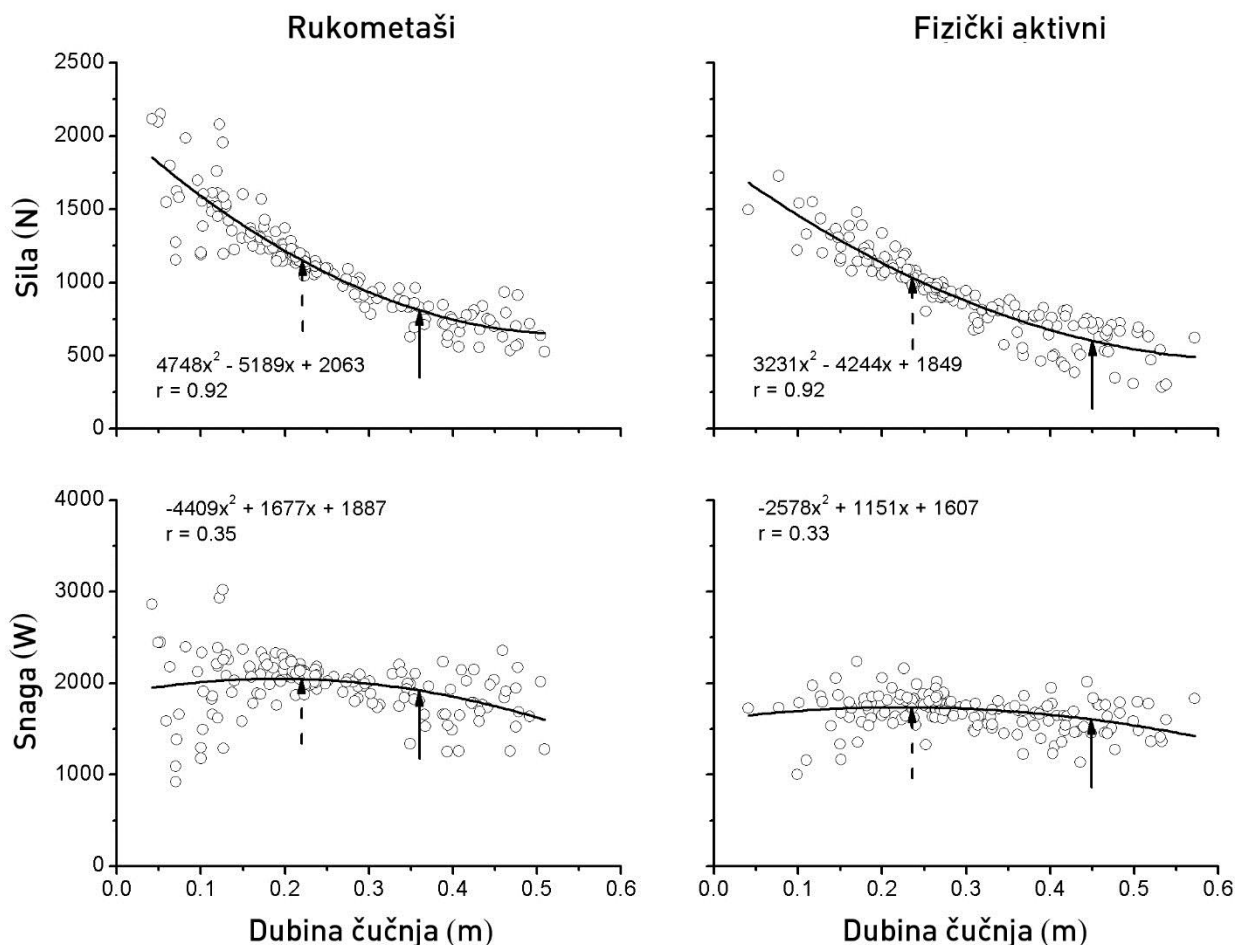 Rukometaši
Fizički aktivni
Sila (N)
2500
2000
1500
1000
500
0
4748x² - 5189x + 2063
r = 0.92
3231x² - 4244x + 1849
r = 0.92
Snaga (W)
4000
3000
2000
1000
0
-4409x² + 1677x + 1887
r = 0.35
-2578x² + 1151x + 1607
r = 0.33
0.0 0.1 0.2 0.3 0.4 0.5 0.6
0.0 0.1 0.2 0.3 0.4 0.5 0.6
Dubina čučnja (m)
Dubina čučnja (m)